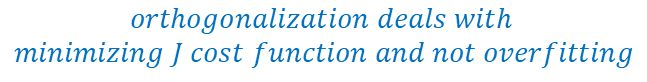 orthogonalization deals with
minimizing J cost function and not overfitting